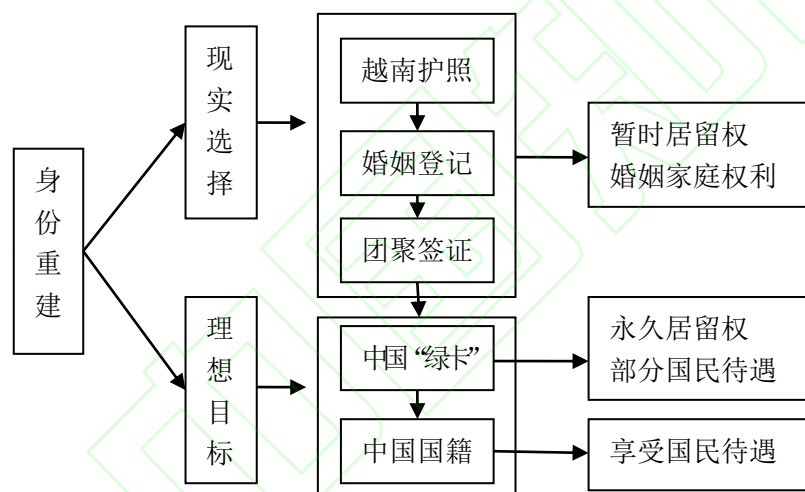 身份重建
现实选择
理想目标
越南护照
婚姻登记
团聚签证
中国“绿卡”
中国国籍
暂时居留权
婚姻家庭权利
永久居留权
部分国民待遇
享受国民待遇